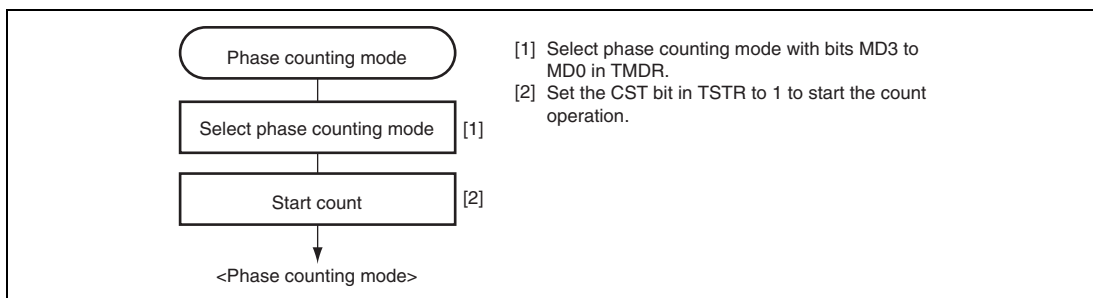 Phase counting mode
Select phase counting mode [1]
Start count [2]
<Phase counting mode>
[1] Select phase counting mode with bits MD3 to
MD0 in TMDR.
[2] Set the CST bit in TSTR to 1 to start the count
operation.